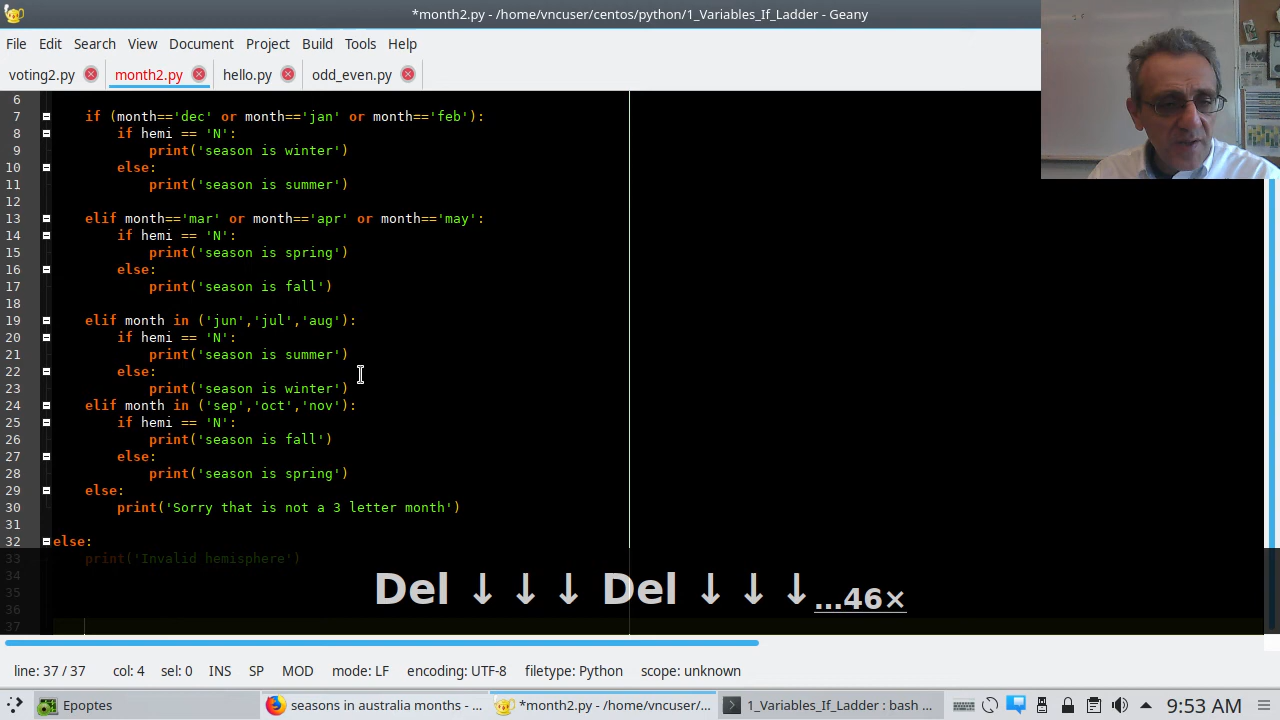 *month2.py - /home/vncuser/centos/python/1_Variables_If_Ladder - Geany
File Edit Search View Document Project Build Tools Help
voting2.py month2.py hello.py odd_even.py
6
7 if (month=='dec' or month=='jan' or month=='feb'):
8 if hemi == 'N':
9 print('season is winter')
10 else:
11 print('season is summer')
12
13 elif month=='mar' or month=='apr' or month=='may':
14 if hemi == 'N':
15 print('season is spring')
16 else:
17 print('season is fall')
18
19 elif month in ('jun','jul','aug'):
20 if hemi == 'N':
21 print('season is summer')
22 else:
23 print('season is winter')
24 elif month in ('sep','oct','nov'):
25 if hemi == 'N':
26 print('season is fall')
27 else:
28 print('season is spring')
29 else:
30 print('Sorry that is not a 3 letter month')
31
32 else:
33 print('Invalid hemisphere')
34
35
36
37
Del ↓ ↓ ↓ Del ↓ ↓ ↓ ...46×
line: 37 / 37 col: 4 sel: 0 INS SP MOD mode: LF encoding: UTF-8 filetype: Python scope: unknown
Epoptes seasons in australia months - ... *month2.py - /home/vncuser/... 1_Variables_If_Ladder : bash ... 9:53 AM